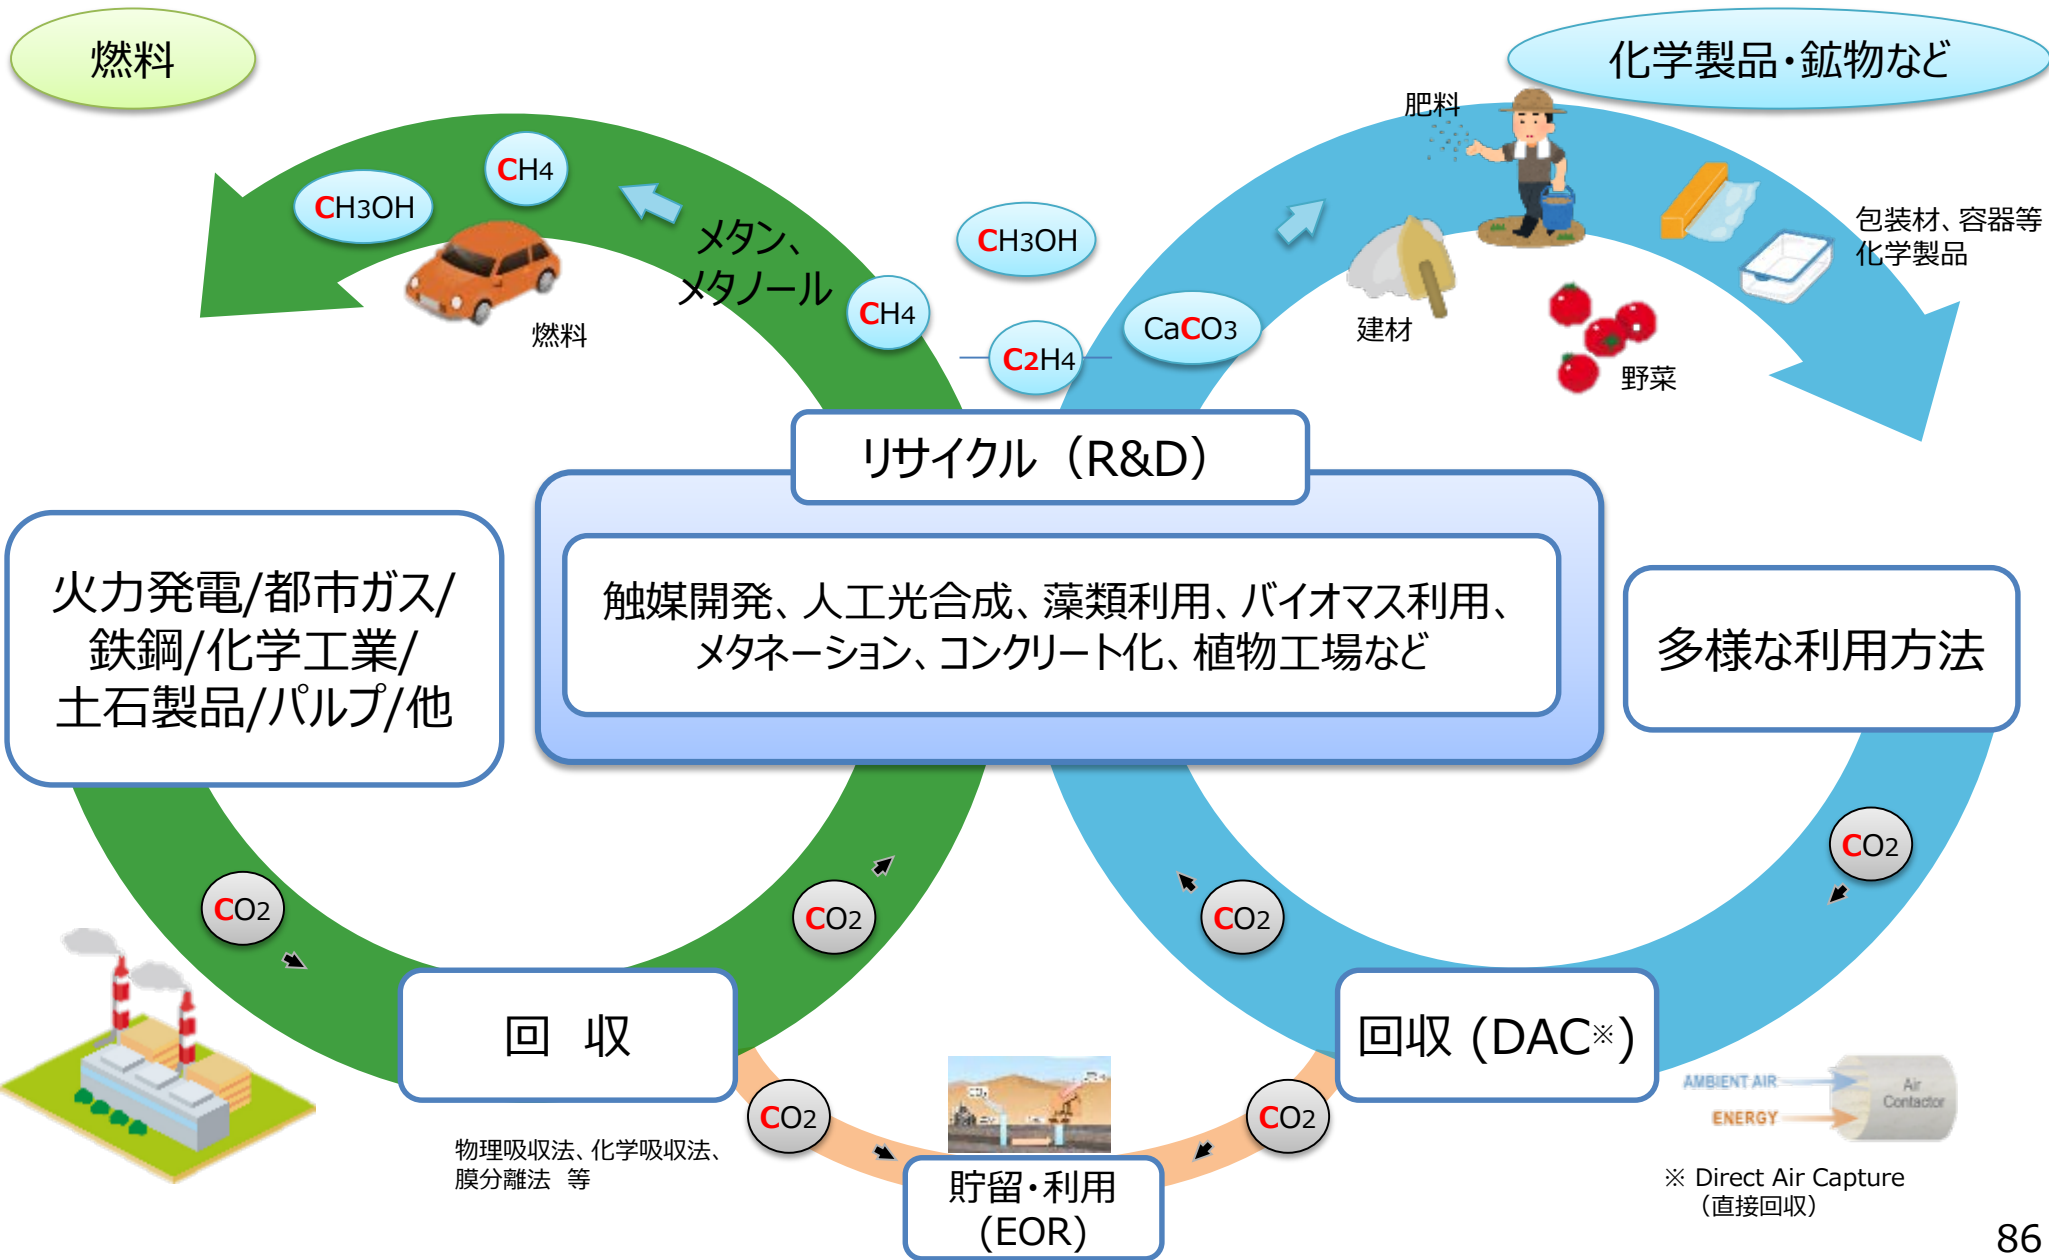 燃料
化学製品・鉱物など
肥料
CH4
CH3OH
メタン、
メタノール
CH3OH
包装材、容器等
化学製品
CH4
CaCO3
C2H4
燃料
建材
野菜
リサイクル（R&D）
火力発電/都市ガス/
鉄鋼/化学工業/
土石製品/パルプ/他
触媒開発、人工光合成、藻類利用、バイオマス利用、
メタネーション、コンクリート化、植物工場など
多様な利用方法
CO2
CO2
CO2
CO2
回 収
回収 (DAC※)
CO2
CO2
AMBIENT AIR
ENERGY
Air
Contactor
物理吸収法、化学吸収法、
膜分離法 等
貯留・利用
(EOR)
※ Direct Air Capture
（直接回収）
86